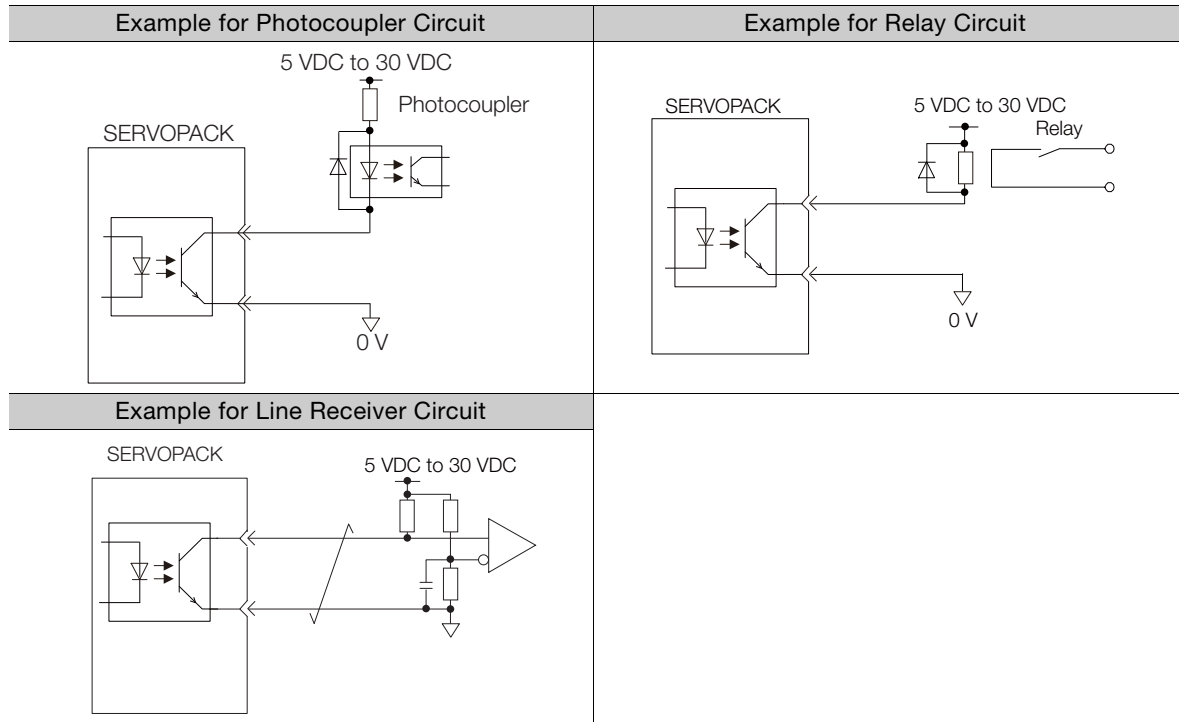 Example for Photocoupler Circuit
Example for Relay Circuit
5 VDC to 30 VDC
Photocoupler
SERVOPACK
0 V
SERVOPACK
5 VDC to 30 VDC
Relay
0 V
Example for Line Receiver Circuit
SERVOPACK
5 VDC to 30 VDC